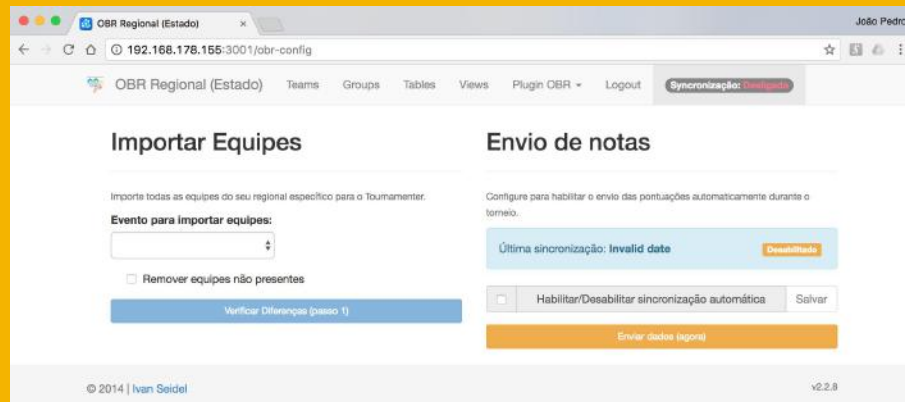 OBR Regional (Estado)
João Pedro
192.168.178.155:3001/obr-config
OBR Regional (Estado) Teams Groups Tables Views Plugin OBR Logout Syncronização: Desligada
Importar Equipes
Importe todas as equipes do seu regional específico para o Tournamenter.
Evento para importar equipes:
Remover equipes não presentes
Verificar Diferenças (passo 1)
Envio de notas
Configure para habilitar o envio das pontuações automaticamente durante o
torneio.
Última sincronização: Invalid date Desabilitado
Habilitar/Desabilitar sincronização automática Salvar
Enviar dados (agora)
© 2014 | Ivan Seidel
v2.2.8